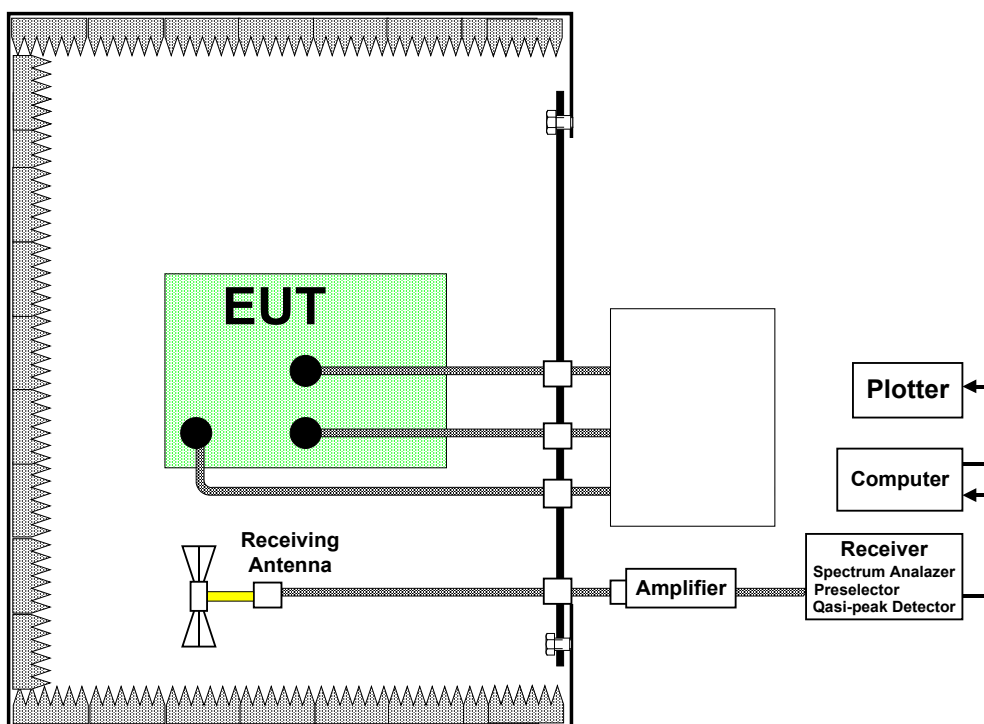 EUT
Plotter
Computer
Receiving
Antenna
Amplifier
Receiver
Spectrum Analazer
Preselector
Qasi-peak Detector